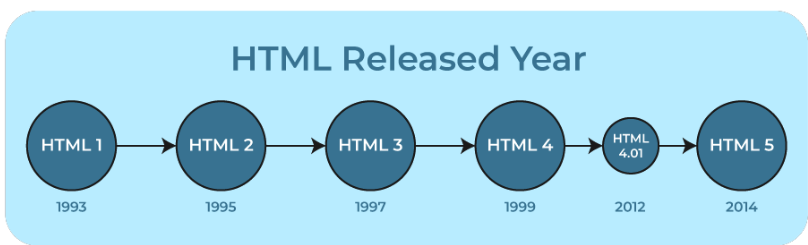 HTML Released Year
HTML 1
HTML 2
HTML 3
HTML 4
HTML
4.01
HTML 5
1993
1995
1997
1999
2012
2014